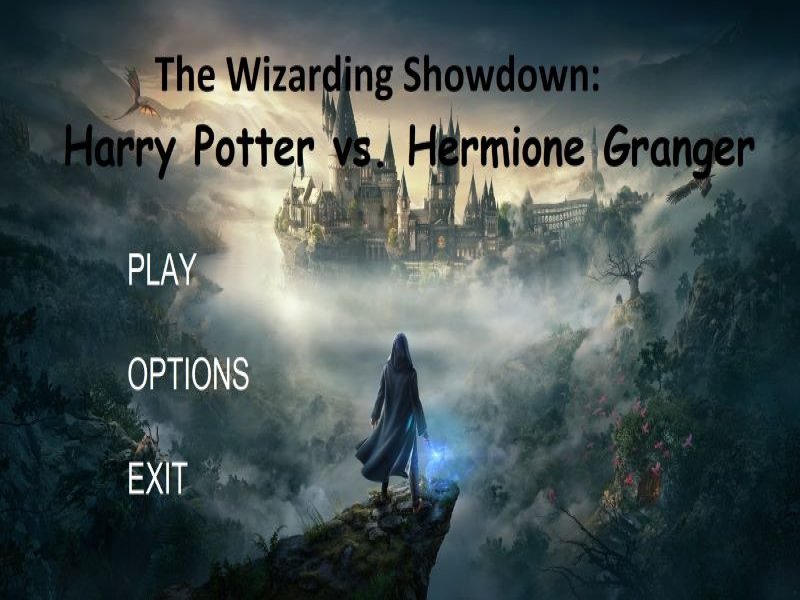 The Wizarding Showdown:
Harry Potter vs. Hermione Granger
PLAY
OPTIONS
EXIT